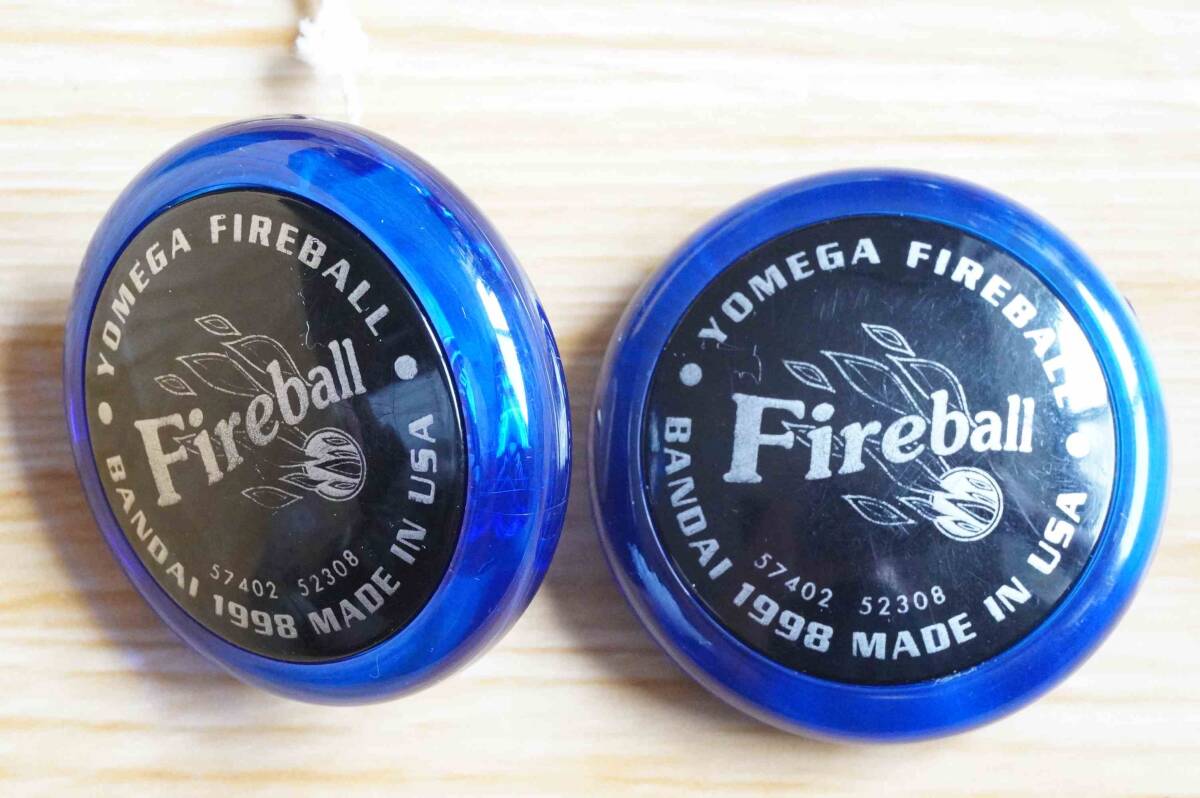 YOMEGA FIREBALL
Fireball
57402 52308
BANDAI 1998 MADE IN USA
YOMEGA FIREBALL
Fireball
57402 52308
BANDAI 1998 MADE IN USA